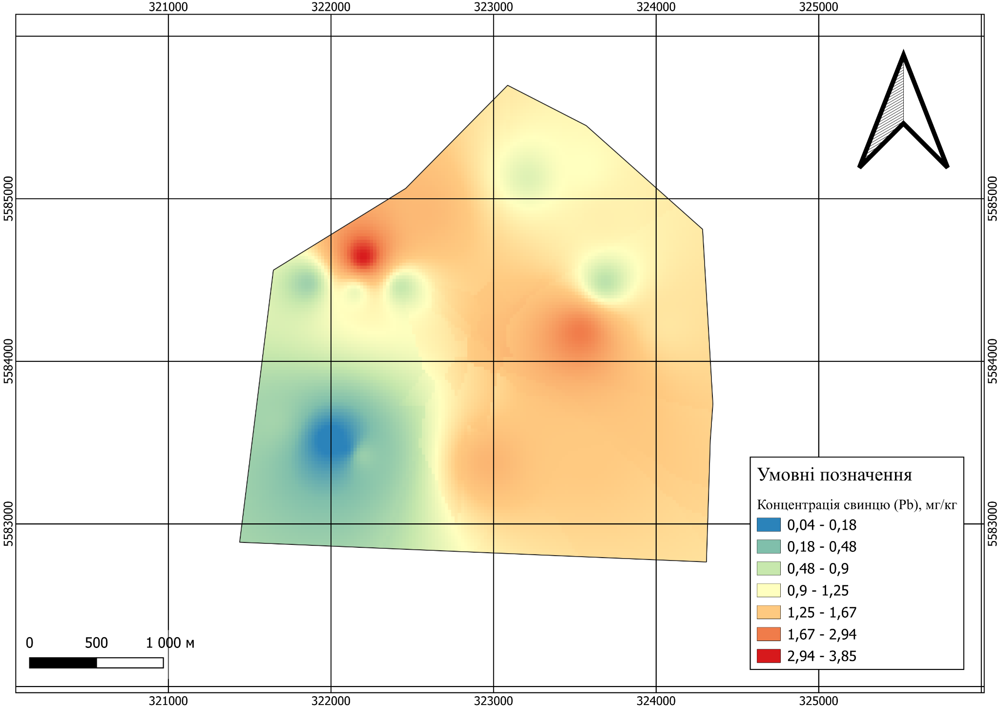 321000 322000 323000 324000 325000
5585000 5585000
5584000 5584000
5583000 5583000
Умовні позначення
Концентрація свинцю (Pb), мг/кг
0,04 - 0,18
0,18 - 0,48
0,48 - 0,9
0,9 - 1,25
1,25 - 1,67
1,67 - 2,94
2,94 - 3,85
0 500 1 000 м
321000 322000 323000 324000 325000